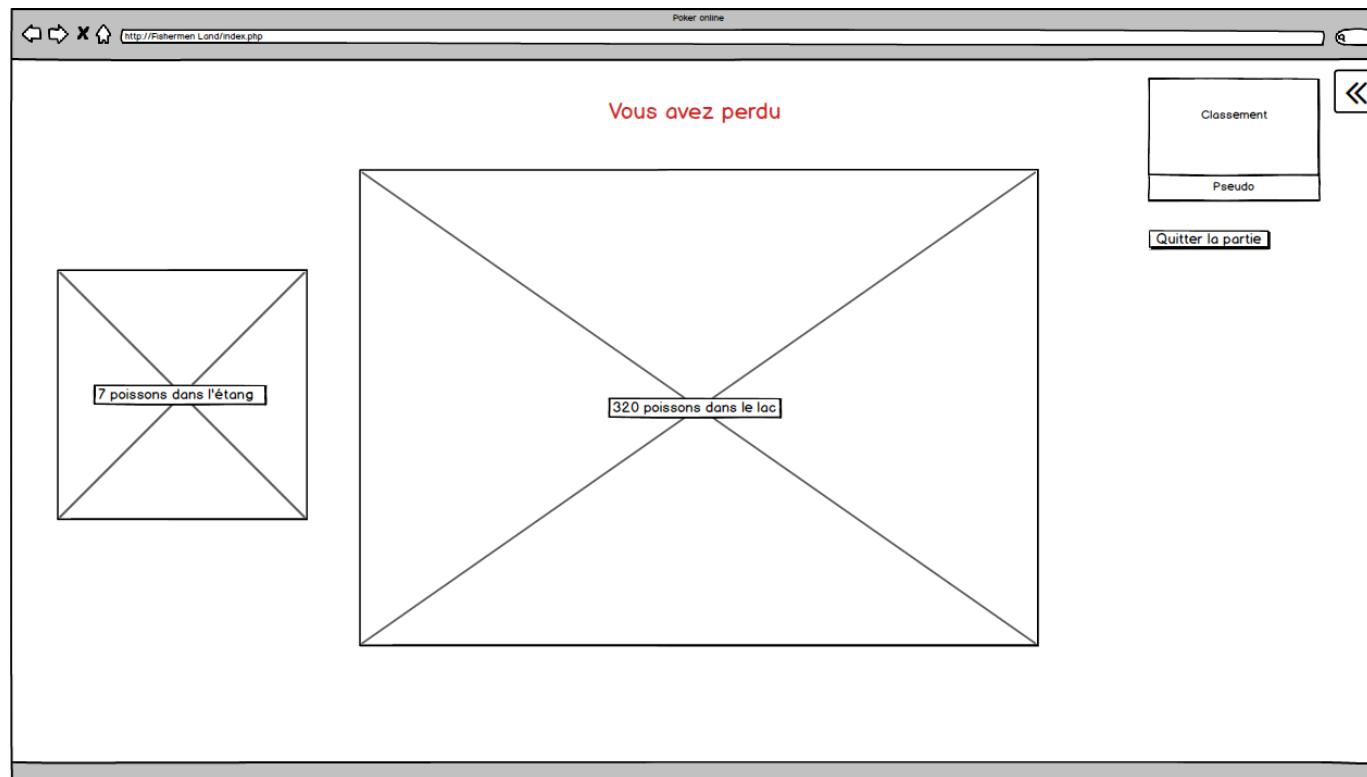 Poker online
http://Fishermen Land/index.php
Vous avez perdu
Classement
Pseudo
Quitter la partie
7 poissons dans l'étang
320 poissons dans le lac